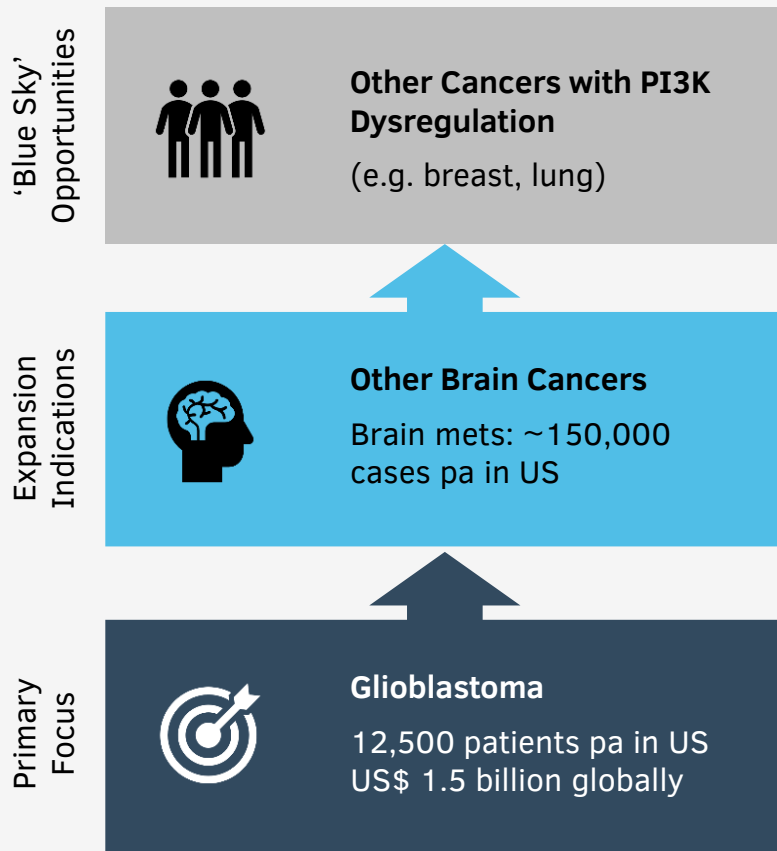 ‘Blue Sky’
Opportunities
Other Cancers with PI3K
Dysregulation
(e.g. breast, lung)
Expansion
Indications
Other Brain Cancers
Brain mets: ~150,000
cases pa in US
Primary
Focus
Glioblastoma
12,500 patients pa in US
US$ 1.5 billion globally